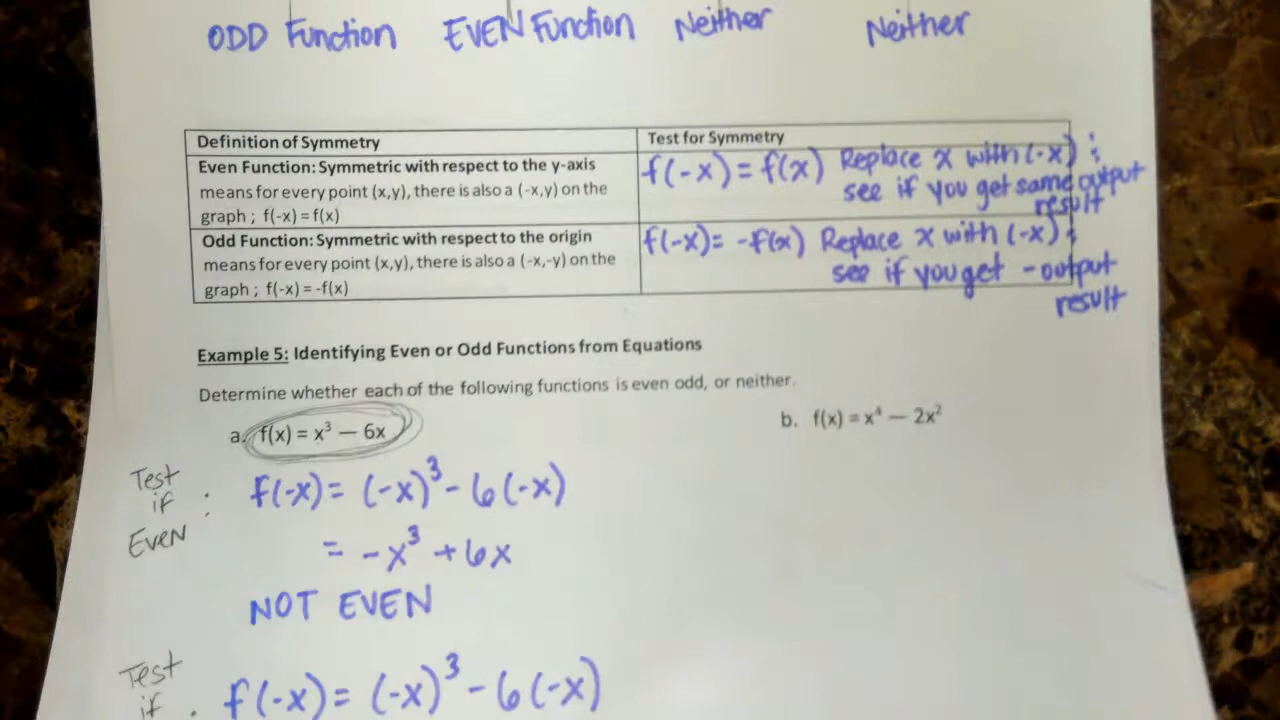 ODD Function EVEN Function Neither Neither
Definition of Symmetry
Test for Symmetry
Even Function: Symmetric with respect to the y-axis
means for every point (x,y), there is also a (-x,y) on the
graph ; f(-x) = f(x)
f(-x) = f(x) Replace x with (-x) ;
see if you get same output
result
Odd Function: Symmetric with respect to the origin
means for every point (x,y), there is also a (-x,-y) on the
graph ; f(-x) = -f(x)
f(-x) = -f(x) Replace x with (-x) ;
see if you get - output
result
Example 5: Identifying Even or Odd Functions from Equations
Determine whether each of the following functions is even odd, or neither.
a. f(x) = x³ — 6x
b. f(x) = x⁴ — 2x²
Test
if
EVEN
: f(-x) = (-x)³ - 6(-x)
= -x³ + 6x
NOT EVEN
Test
if
f(-x) = (-x)³ - 6(-x)